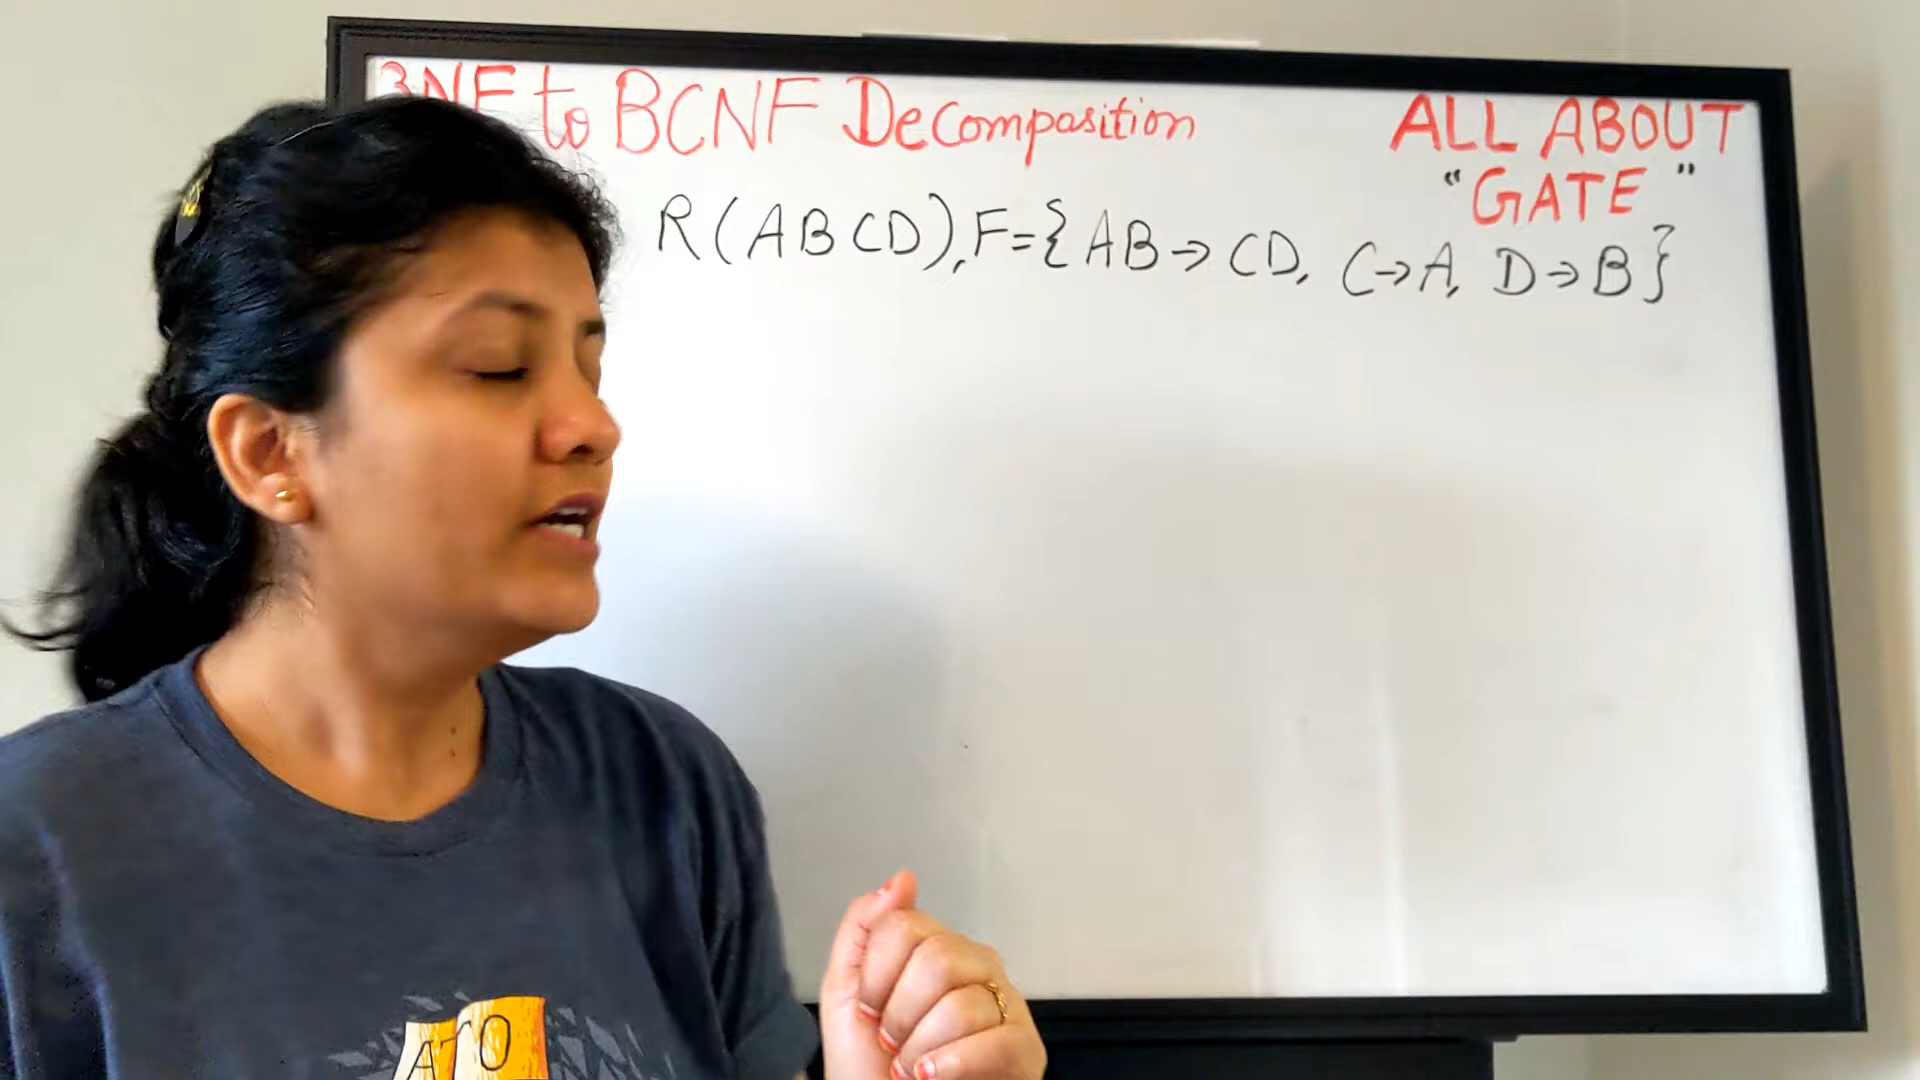 3NF to BCNF Decomposition
ALL ABOUT
"GATE"
R(ABCD), F={AB→CD, C→A, D→B}